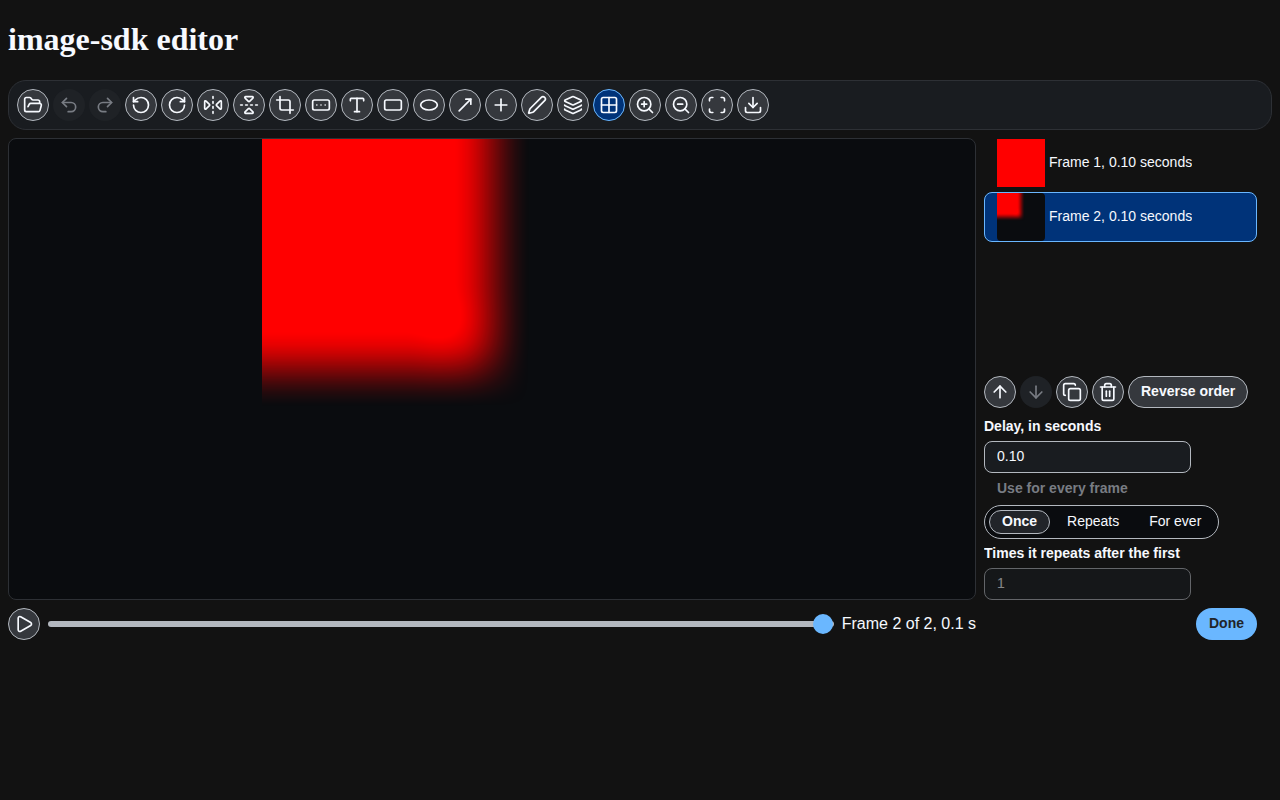 image-sdk editor
Frame 1, 0.10 seconds
Frame 2, 0.10 seconds
Reverse order
Delay, in seconds
0.10
Use for every frame
Once Repeats For ever
Times it repeats after the first
1
Frame 2 of 2, 0.1 s
Done